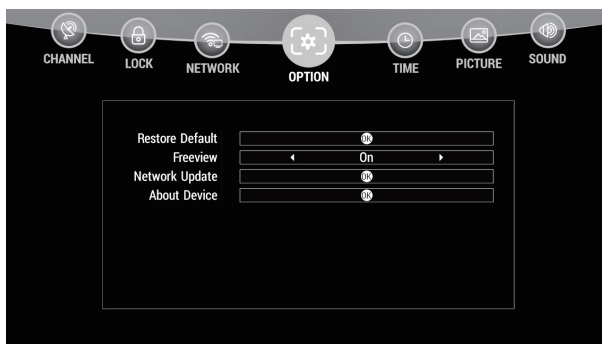 CHANNEL LOCK NETWORK OPTION TIME PICTURE SOUND
Restore Default OK
Freeview On
Network Update OK
About Device OK